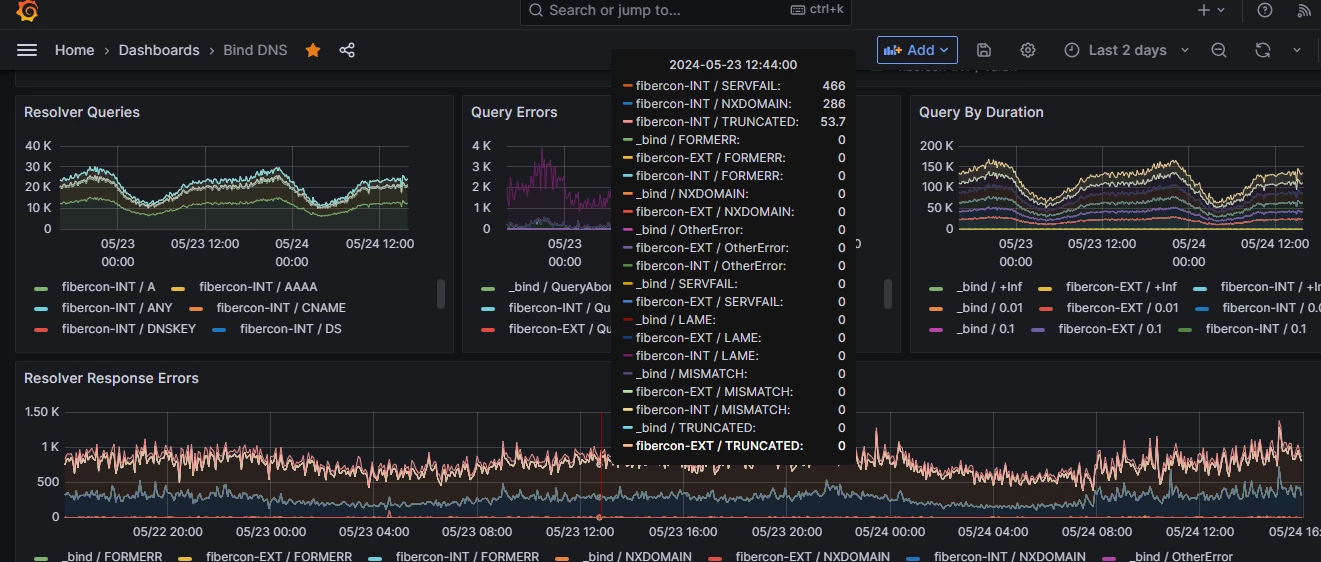 Search or jump to...
ctrl+k
Home > Dashboards > Bind DNS
Add
Last 2 days
Resolver Queries
40 K
30 K
20 K
10 K
0
05/23 00:00
05/23 12:00
05/24 00:00
05/24 12:00
fibercon-INT / A
fibercon-INT / AAAA
fibercon-INT / ANY
fibercon-INT / CNAME
fibercon-INT / DNSKEY
fibercon-INT / DS
Query Errors
4 K
3 K
2 K
1 K
0
05/23 00:00
_bind / QueryAbor
fibercon-INT / Qu
fibercon-EXT / Qu
2024-05-23 12:44:00
fibercon-INT / SERVFAIL: 466
fibercon-INT / NXDOMAIN: 286
fibercon-INT / TRUNCATED: 53.7
_bind / FORMERR: 0
fibercon-EXT / FORMERR: 0
fibercon-INT / FORMERR: 0
_bind / NXDOMAIN: 0
fibercon-EXT / NXDOMAIN: 0
_bind / OtherError: 0
fibercon-EXT / OtherError: 0
fibercon-INT / OtherError: 0
_bind / SERVFAIL: 0
fibercon-EXT / SERVFAIL: 0
_bind / LAME: 0
fibercon-EXT / LAME: 0
fibercon-INT / LAME: 0
_bind / MISMATCH: 0
fibercon-EXT / MISMATCH: 0
fibercon-INT / MISMATCH: 0
_bind / TRUNCATED: 0
fibercon-EXT / TRUNCATED: 0
Query By Duration
200 K
150 K
100 K
50 K
0
05/23 00:00
05/23 12:00
05/24 00:00
05/24 12:00
_bind / +Inf
fibercon-EXT / +Inf
fibercon-INT / +Ir
_bind / 0.01
fibercon-EXT / 0.01
fibercon-INT / 0.0
_bind / 0.1
fibercon-EXT / 0.1
fibercon-INT / 0.1
Resolver Response Errors
1.50 K
1 K
500
0
05/22 20:00
05/23 00:00
05/23 04:00
05/23 08:00
05/23 12:00
05/23 16:00
05/23 20:00
05/24 00:00
05/24 04:00
05/24 08:00
05/24 12:00
05/24 16:
_bind / FORMERR
fibercon-EXT / FORMERR
fibercon-INT / FORMERR
_bind / NXDOMAIN
fibercon-EXT / NXDOMAIN
fibercon-INT / NXDOMAIN
_bind / OtherError